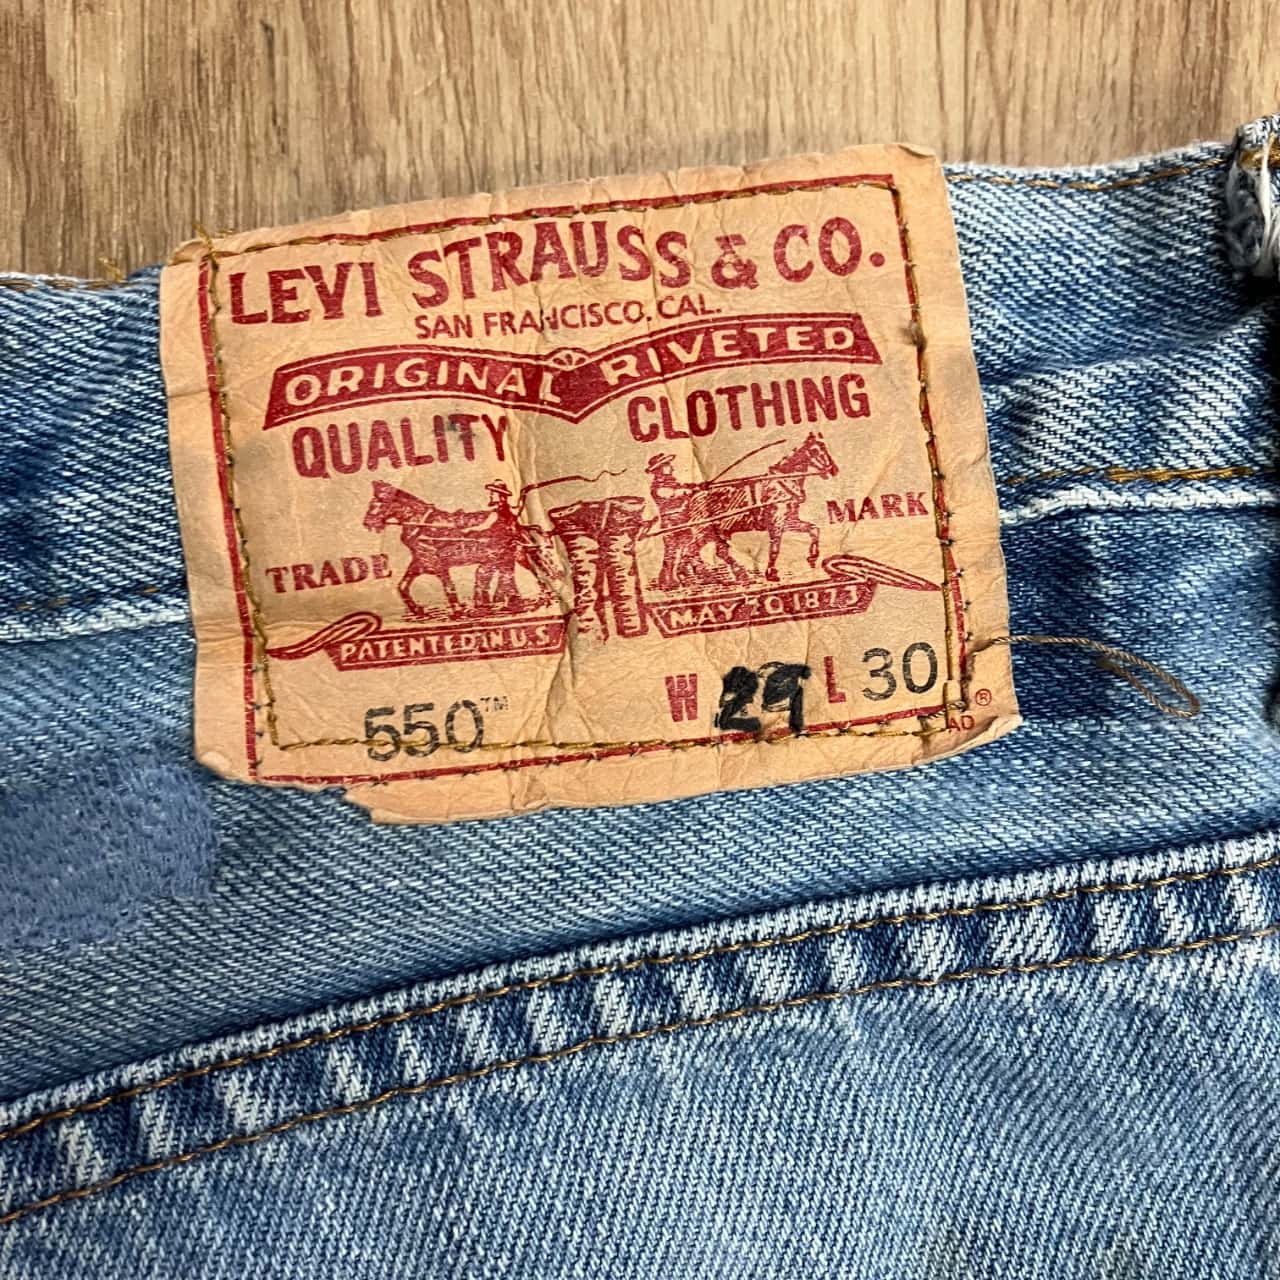 LEVI STRAUSS & CO.
SAN FRANCISCO, CAL.
ORIGINAL RIVETED
QUALITY CLOTHING
TRADE MARK
PATENTED IN U.S. MAY 20 1873
550™ W 29 L 30
®
AD